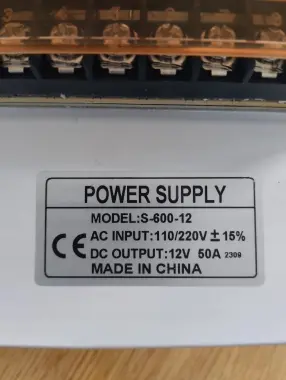 POWER SUPPLY
MODEL:S-600-12
CE AC INPUT:110/220V ± 15%
DC OUTPUT:12V 50A 2309
MADE IN CHINA